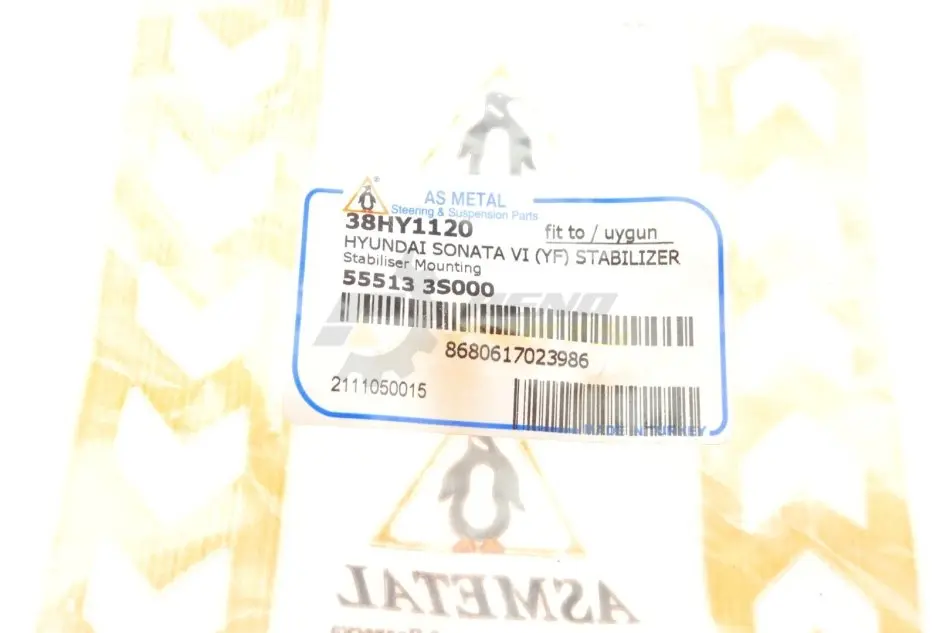 AS METAL
Steering & Suspension Parts
38HY1120 fit to / uygun
HYUNDAI SONATA VI (YF) STABILIZER
Stabiliser Mounting
55513 3S000
8680617023986
2111050015
MADE IN TURKEY
ASMETAL